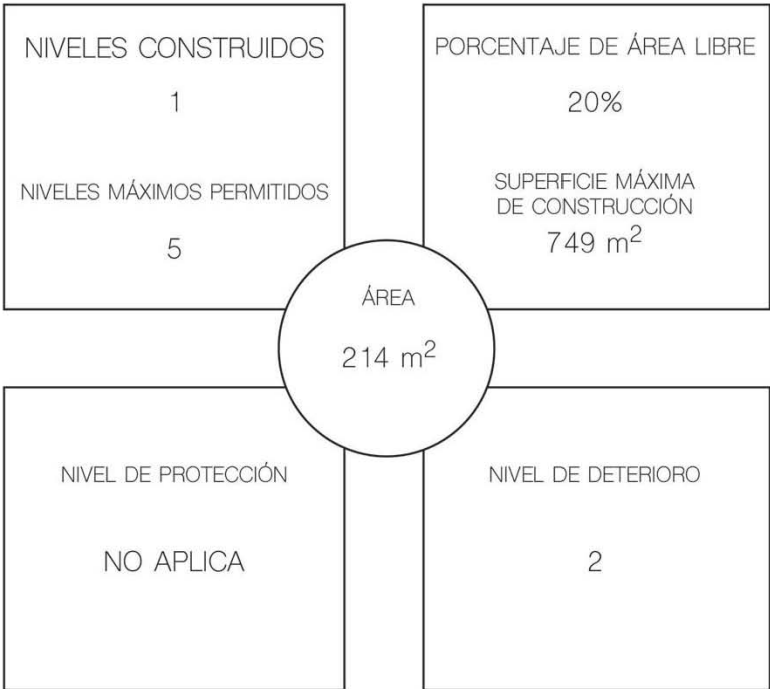 NIVELES CONSTRUIDOS
1
NIVELES MÁXIMOS PERMITIDOS
5
PORCENTAJE DE ÁREA LIBRE
20%
SUPERFICIE MÁXIMA
DE CONSTRUCCIÓN
749 m²
ÁREA
214 m²
NIVEL DE PROTECCIÓN
NO APLICA
NIVEL DE DETERIORO
2